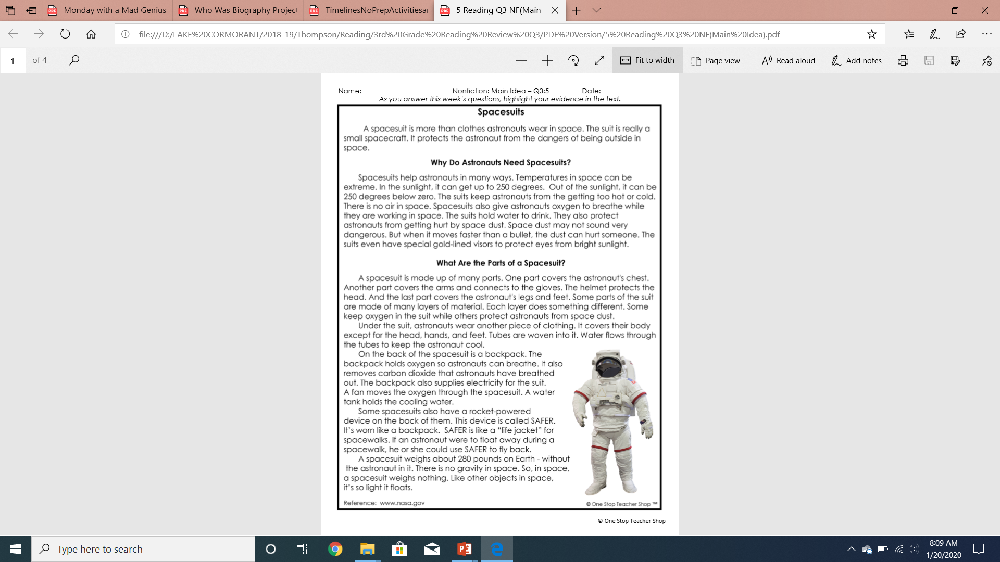 Monday with a Mad Genius
Who Was Biography Project
TimelinesNoPrepActivitiesar
5 Reading Q3 NF(Main I
file:///D:/LAKE%20CORMORANT/2018-19/Thompson/Reading/3rd%20Grade%20Reading%20Review%20Q3/PDF%20Version/5%20Reading%20Q3%20NF(Main%20Idea).pdf
1 of 4
Fit to width
Page view
Read aloud
Add notes
Name: Nonfiction: Main Idea – Q3:5 Date:
As you answer this week's questions, highlight your evidence in the text.
Spacesuits
A spacesuit is more than clothes astronauts wear in space. The suit is really a
small spacecraft. It protects the astronaut from the dangers of being outside in
space.
Why Do Astronauts Need Spacesuits?
Spacesuits help astronauts in many ways. Temperatures in space can be
extreme. In the sunlight, it can get up to 250 degrees. Out of the sunlight, it can be
250 degrees below zero. The suits keep astronauts from the getting too hot or cold.
There is no air in space. Spacesuits also give astronauts oxygen to breathe while
they are working in space. The suits hold water to drink. They also protect
astronauts from getting hurt by space dust. Space dust may not sound very
dangerous. But when it moves faster than a bullet, the dust can hurt someone. The
suits even have special gold-lined visors to protect eyes from bright sunlight.
What Are the Parts of a Spacesuit?
A spacesuit is made up of many parts. One part covers the astronaut's chest.
Another part covers the arms and connects to the gloves. The helmet protects the
head. And the last part covers the astronaut's legs and feet. Some parts of the suit
are made of many layers of material. Each layer does something different. Some
keep oxygen in the suit while others protect astronauts from space dust.
Under the suit, astronauts wear another piece of clothing. It covers their body
except for the head, hands, and feet. Tubes are woven into it. Water flows through
the tubes to keep the astronaut cool.
On the back of the spacesuit is a backpack. The
backpack holds oxygen so astronauts can breathe. It also
removes carbon dioxide that astronauts have breathed
out. The backpack also supplies electricity for the suit.
A fan moves the oxygen through the spacesuit. A water
tank holds the cooling water.
Some spacesuits also have a rocket-powered
device on the back of them. This device is called SAFER.
It's worn like a backpack. SAFER is like a "life jacket" for
spacewalks. If an astronaut were to float away during a
spacewalk, he or she could use SAFER to fly back.
A spacesuit weighs about 280 pounds on Earth - without
the astronaut in it. There is no gravity in space. So, in space,
a spacesuit weighs nothing. Like other objects in space,
it's so light it floats.
Reference: www.nasa.gov
© One Stop Teacher Shop ™
© One Stop Teacher Shop
Type here to search
8:09 AM
1/20/2020